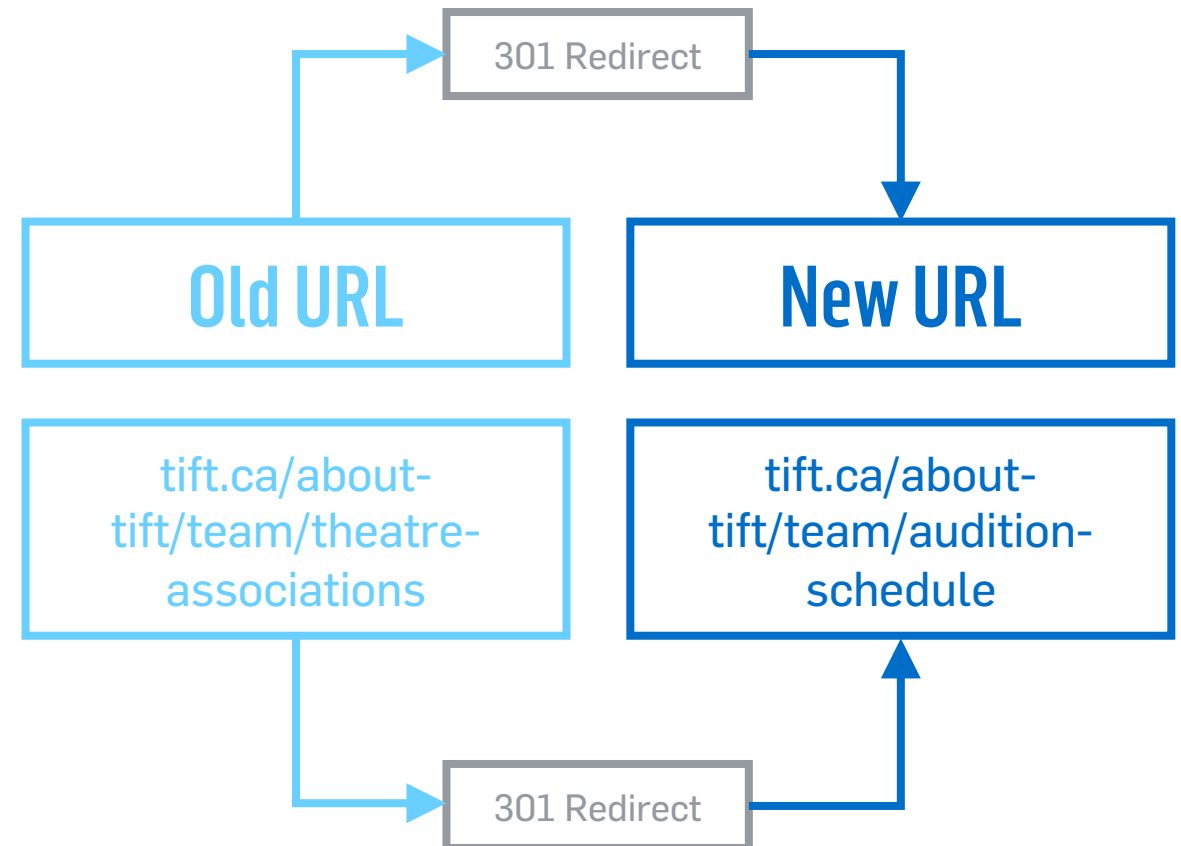 301 Redirect
Old URL
New URL
tift.ca/about-
tift/team/theatre-
associations
tift.ca/about-
tift/team/audition-
schedule
301 Redirect